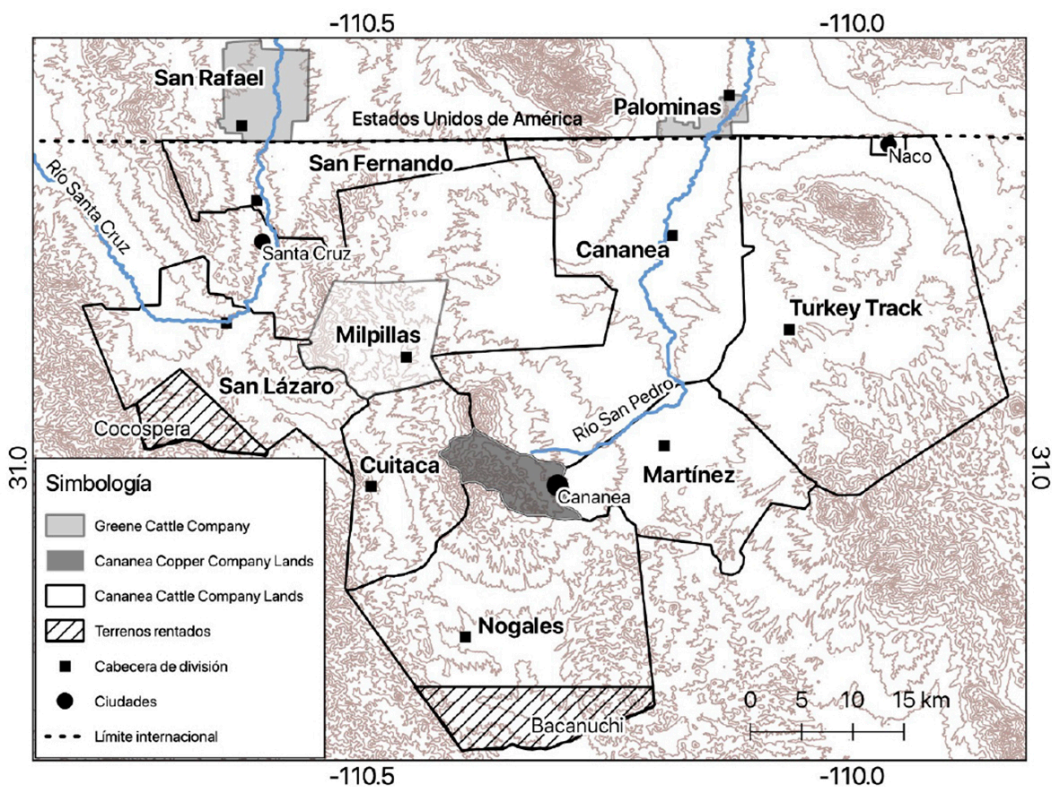 -110.5
-110.0
San Rafael
Palominas
Estados Unidos de América
Naco
San Fernando
Río Santa Cruz
Santa Cruz
Cananea
Turkey Track
Milpillas
San Lázaro
Río San Pedro
Cocospera
31.0
31.0
Cuitaca
Martínez
Cananea
Simbología
Greene Cattle Company
Cananea Copper Company Lands
Cananea Cattle Company Lands
Terrenos rentados
Cabecera de división
Ciudades
Límite internacional
Nogales
Bacanuchi
0 5 10 15 km
-110.5
-110.0